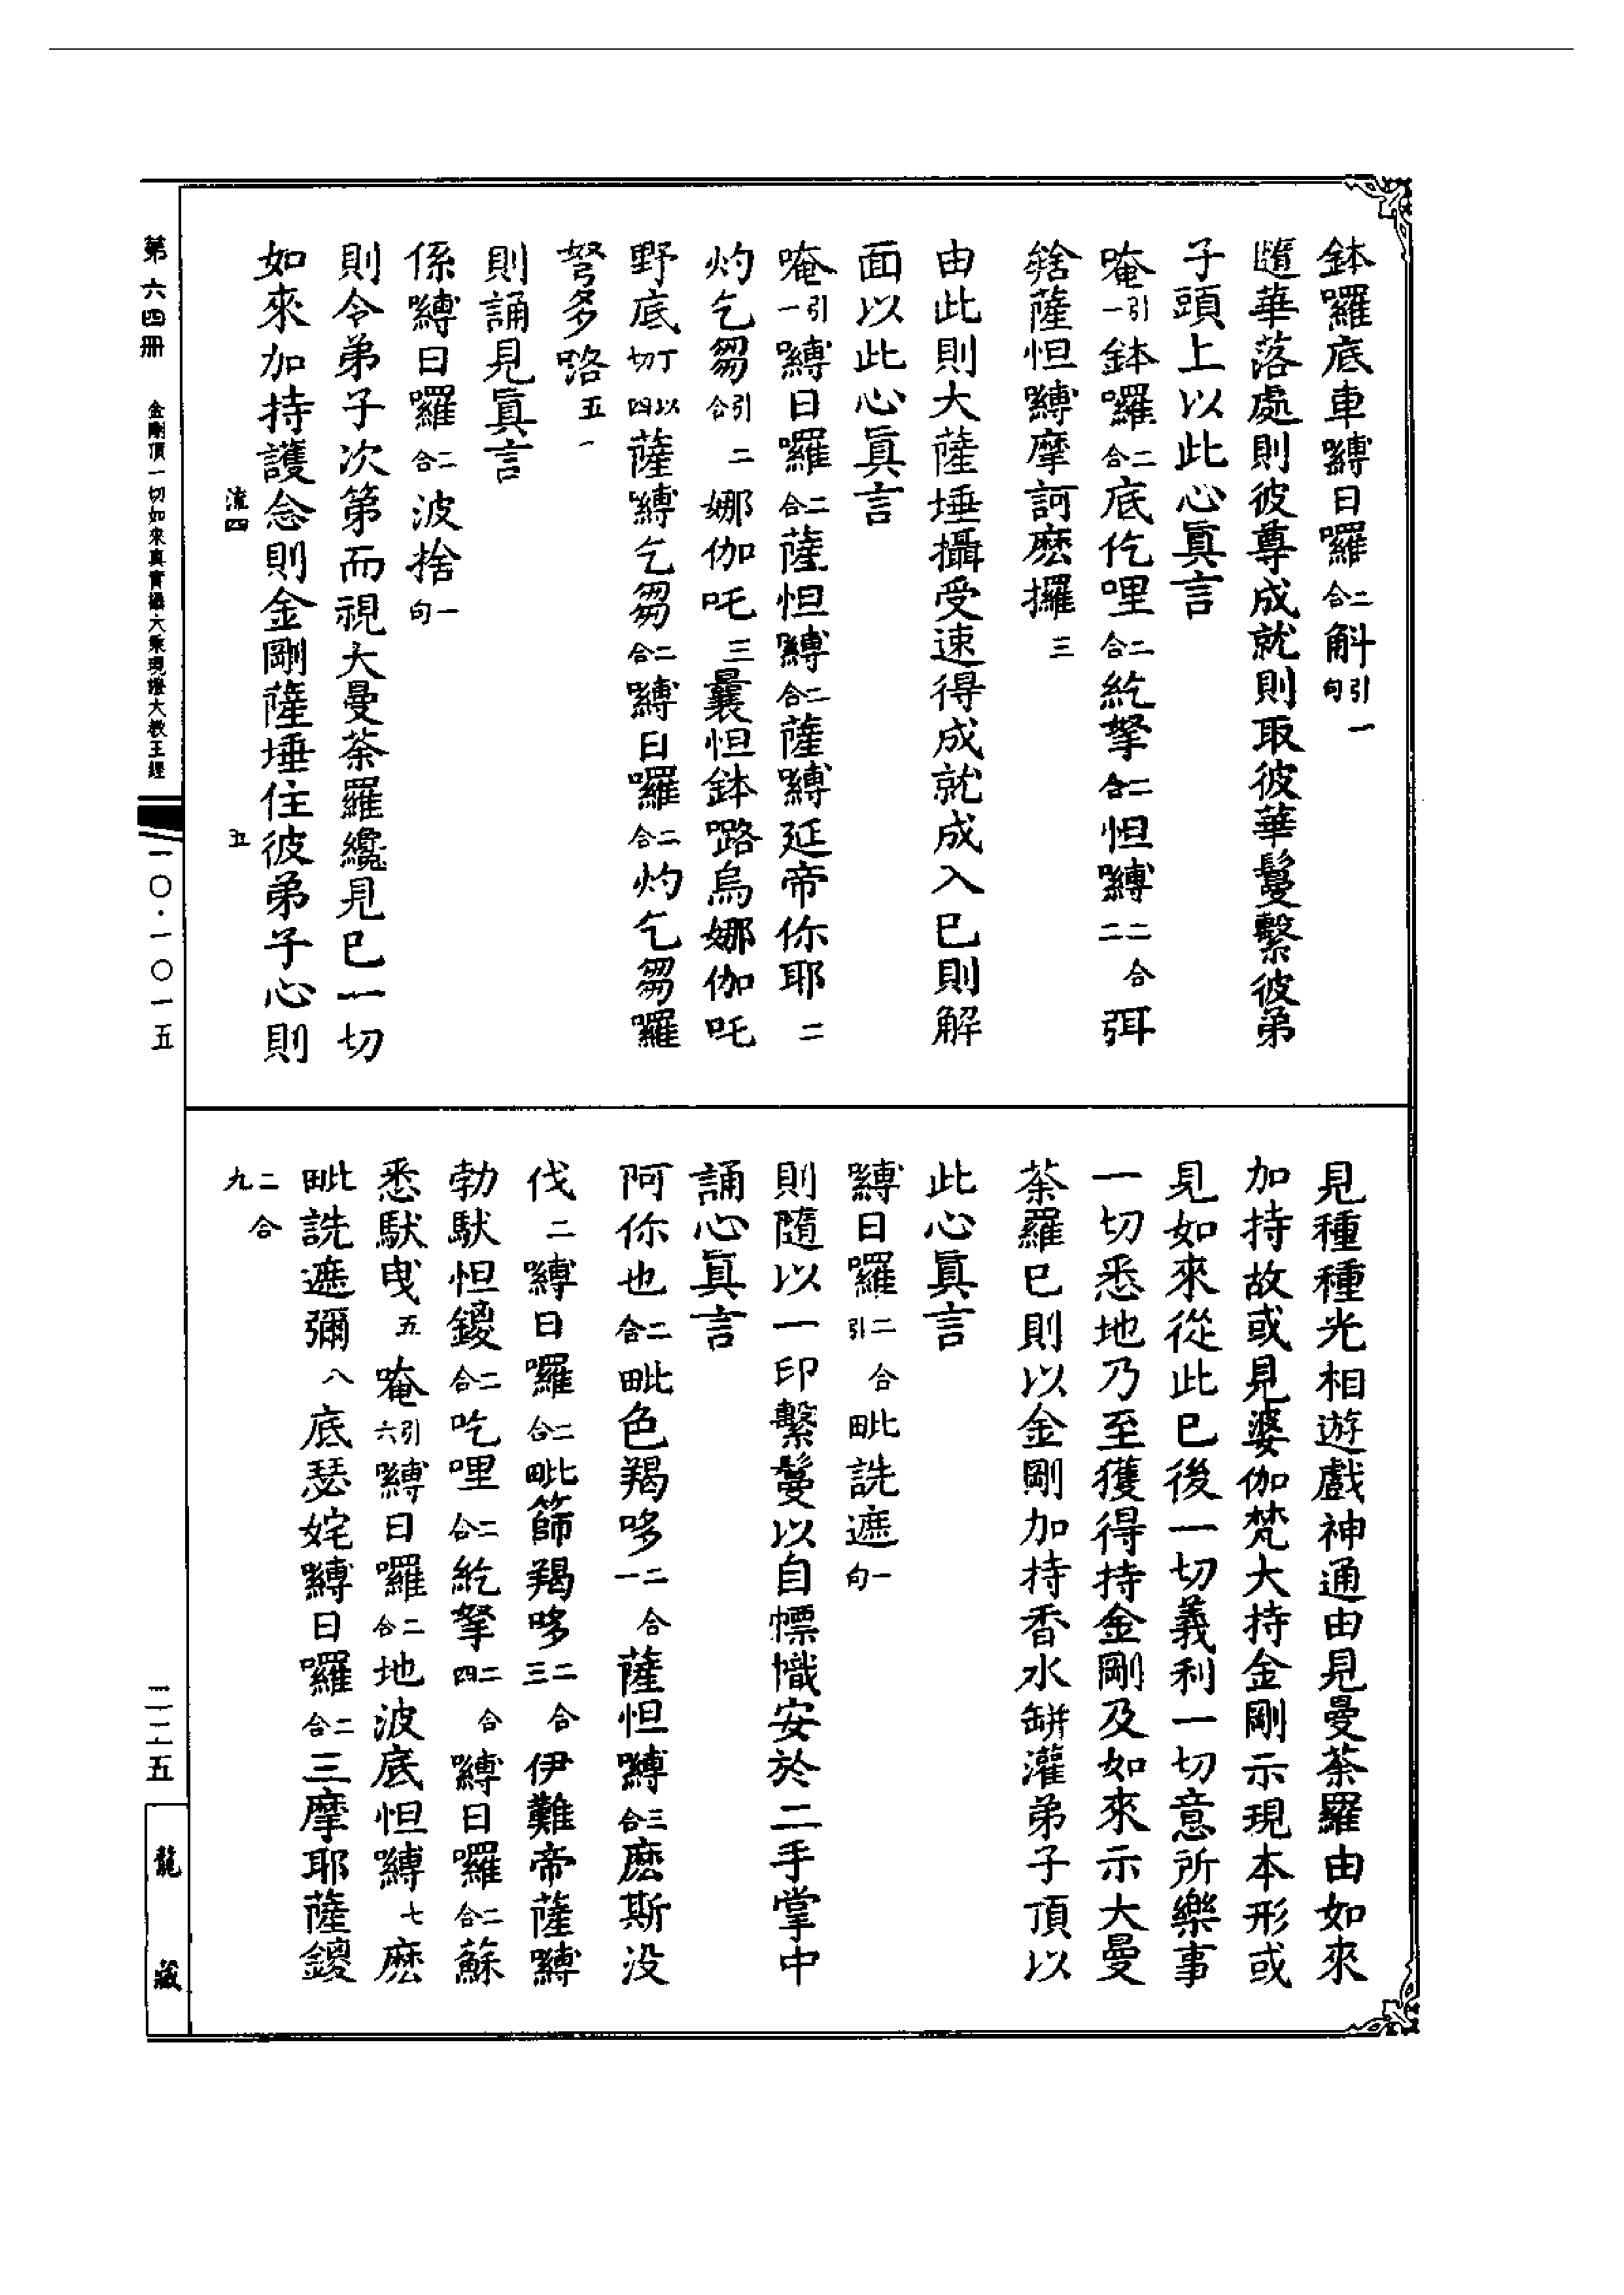 鉢囉底車嚩日囉二合斛引一句
隨華落處則彼尊成就則取彼華鬘繫彼弟
子頭上以此心眞言
唵引一鉢囉二合底仡哩二合紇拏二合怛嚩二合二弭
𤚥薩怛嚩摩訶麽攞三
由此則大薩埵攝受速得成就成入已則解
面以此心眞言
唵引一嚩日囉二合薩怛嚩二合薩嚩延帝你耶二
灼乞芻引二合娜伽吒三曩怛鉢嚕烏娜伽吒
野底丁以切四薩嚩乞芻二合嚩日囉二合灼乞芻囉
弩多咯五一
則誦見眞言
係嚩日囉二合波捨一句
則令弟子次第而視大曼荼羅纔見已一切
如來加持護念則金剛薩埵住彼弟子心則
流四 五
見種種光相遊戲神通由見曼荼羅由如來
加持故或見婆伽梵大持金剛示現本形或
見如來從此已後一切義利一切意所樂事
一切悉地乃至獲得持金剛及如來示大曼
荼羅已則以金剛加持香水缾灌弟子頂以
此心眞言
嚩日囉二合引毗詵遮一句
則隨以一印繫鬘以自幖幟安於二手掌中
誦心眞言
阿你也二合毗色羯哆二合一薩怛嚩三合麽斯沒
伐二嚩日囉二合毗篩羯哆二合三伊難帝薩嚩
勃馱怛鑁二合吃哩二合紇拏二合四嚩日囉二合蘇
悉馱曳五唵引六嚩日囉二合地波底怛嚩七麽
毗詵遮彌八底瑟姹嚩日囉二合三摩耶薩鑁
二合九
第六四册 金剛頂一切如來真實攝大乘現證大教王經 一〇·一〇一五 二二五 龍藏